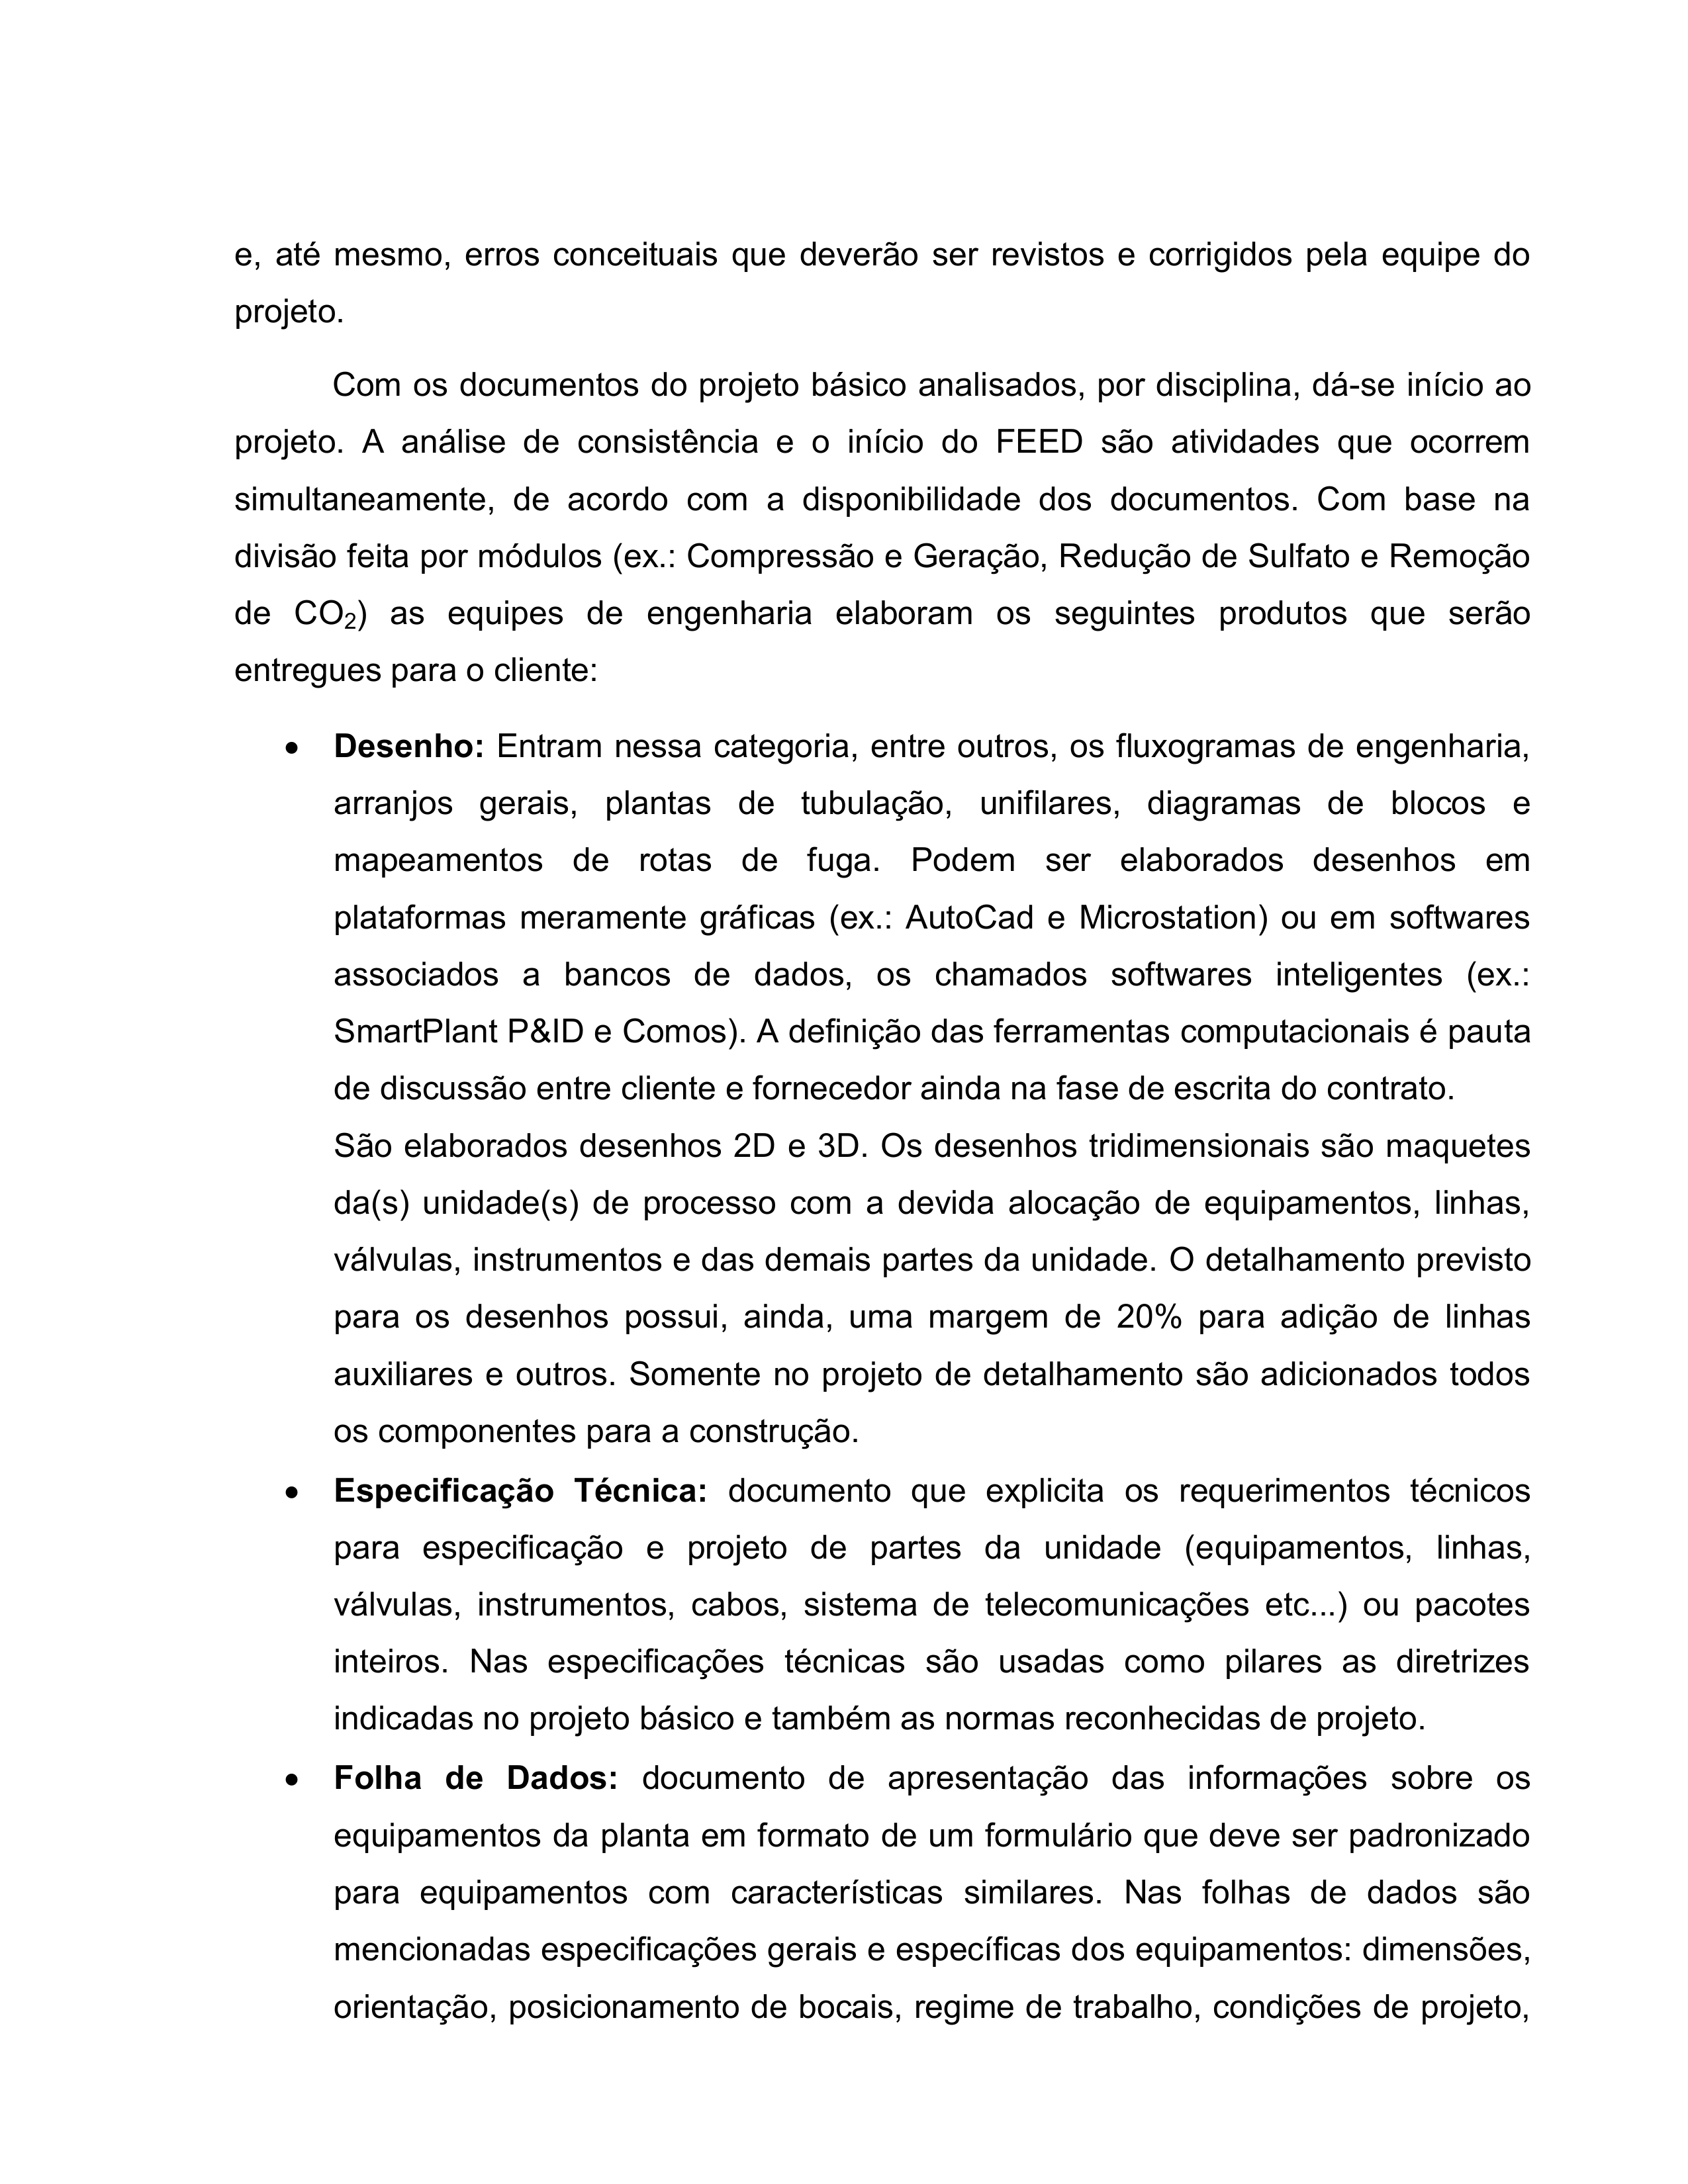 e, até mesmo, erros conceituais que deverão ser revistos e corrigidos pela equipe do
projeto.
Com os documentos do projeto básico analisados, por disciplina, dá-se início ao
projeto. A análise de consistência e o início do FEED são atividades que ocorrem
simultaneamente, de acordo com a disponibilidade dos documentos. Com base na
divisão feita por módulos (ex.: Compressão e Geração, Redução de Sulfato e Remoção
de CO₂) as equipes de engenharia elaboram os seguintes produtos que serão
entregues para o cliente:
• Desenho: Entram nessa categoria, entre outros, os fluxogramas de engenharia,
arranjos gerais, plantas de tubulação, unifilares, diagramas de blocos e
mapeamentos de rotas de fuga. Podem ser elaborados desenhos em
plataformas meramente gráficas (ex.: AutoCad e Microstation) ou em softwares
associados a bancos de dados, os chamados softwares inteligentes (ex.:
SmartPlant P&ID e Comos). A definição das ferramentas computacionais é pauta
de discussão entre cliente e fornecedor ainda na fase de escrita do contrato.
São elaborados desenhos 2D e 3D. Os desenhos tridimensionais são maquetes
da(s) unidade(s) de processo com a devida alocação de equipamentos, linhas,
válvulas, instrumentos e das demais partes da unidade. O detalhamento previsto
para os desenhos possui, ainda, uma margem de 20% para adição de linhas
auxiliares e outros. Somente no projeto de detalhamento são adicionados todos
os componentes para a construção.
• Especificação Técnica: documento que explicita os requerimentos técnicos
para especificação e projeto de partes da unidade (equipamentos, linhas,
válvulas, instrumentos, cabos, sistema de telecomunicações etc...) ou pacotes
inteiros. Nas especificações técnicas são usadas como pilares as diretrizes
indicadas no projeto básico e também as normas reconhecidas de projeto.
• Folha de Dados: documento de apresentação das informações sobre os
equipamentos da planta em formato de um formulário que deve ser padronizado
para equipamentos com características similares. Nas folhas de dados são
mencionadas especificações gerais e específicas dos equipamentos: dimensões,
orientação, posicionamento de bocais, regime de trabalho, condições de projeto,